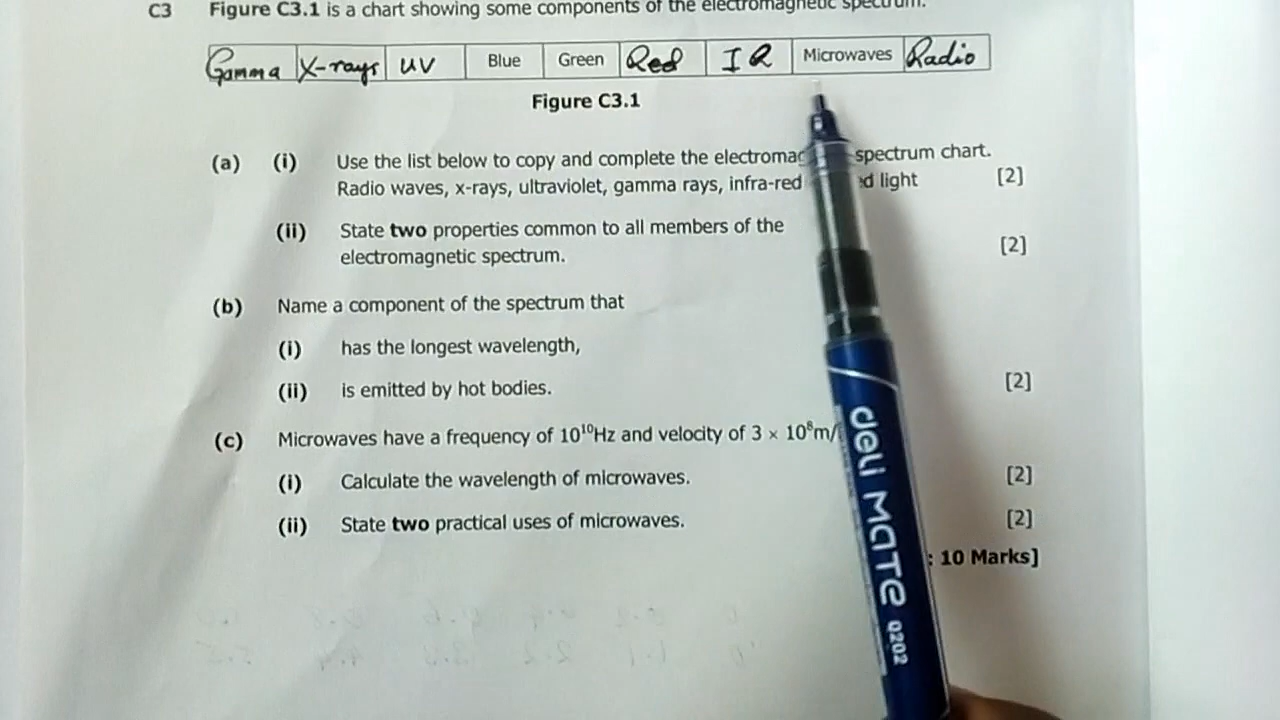 C3 Figure C3.1 is a chart showing some components of the electromagnetic spectrum.
Gamma X-rays UV Blue Green Red IR Microwaves Radio
Figure C3.1
(a) (i) Use the list below to copy and complete the electromag spectrum chart.
Radio waves, x-rays, ultraviolet, gamma rays, infra-red ed light [2]
(ii) State two properties common to all members of the
electromagnetic spectrum. [2]
(b) Name a component of the spectrum that
(i) has the longest wavelength,
(ii) is emitted by hot bodies. [2]
(c) Microwaves have a frequency of 10¹⁰Hz and velocity of 3 × 10⁸m/
(i) Calculate the wavelength of microwaves. [2]
(ii) State two practical uses of microwaves. [2]
: 10 Marks]
deli MATE Q202